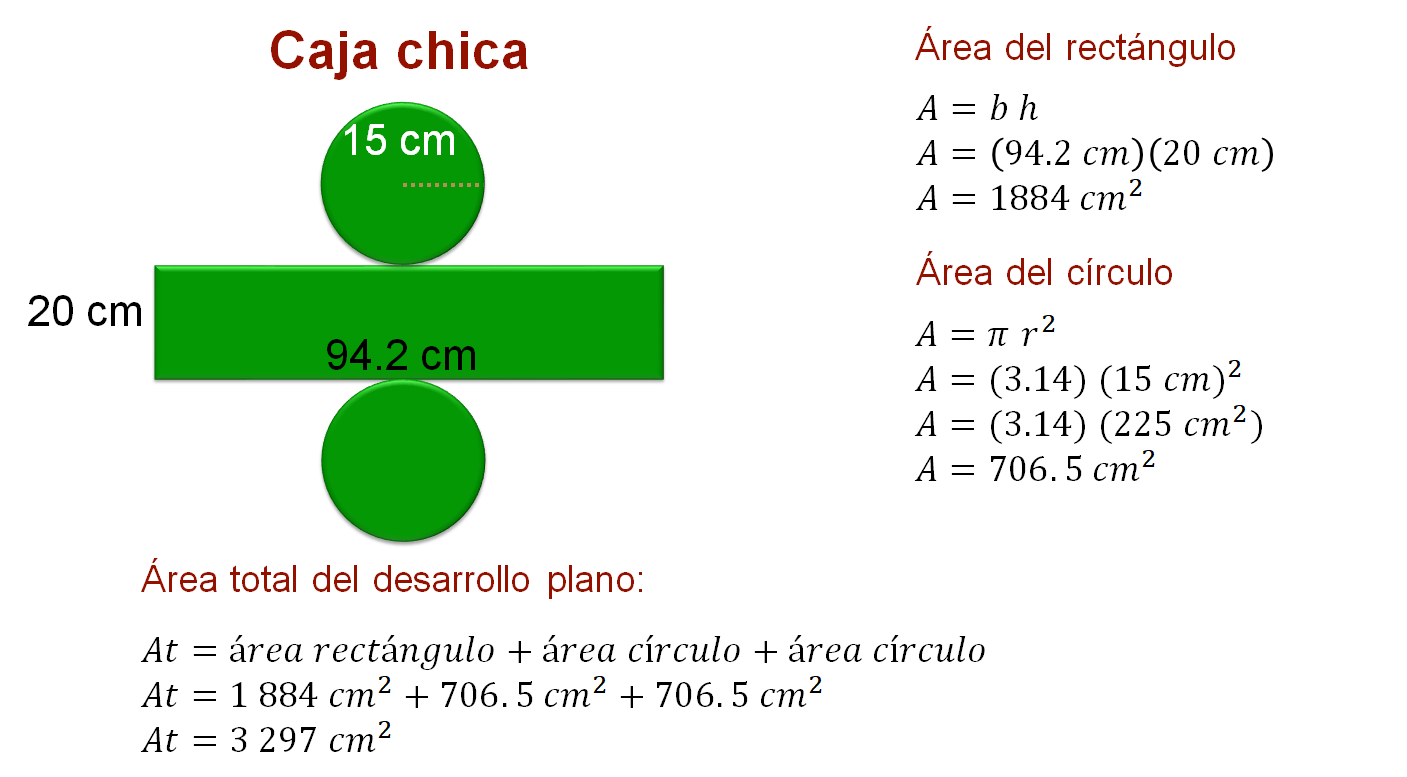 Caja chica
15 cm
20 cm
94.2 cm
Área del rectángulo
A = b h
A = (94.2 cm)(20 cm)
A = 1884 cm²
Área del círculo
A = π r²
A = (3.14) (15 cm)²
A = (3.14) (225 cm²)
A = 706.5 cm²
Área total del desarrollo plano:
At = área rectángulo + área círculo + área círculo
At = 1 884 cm² + 706.5 cm² + 706.5 cm²
At = 3 297 cm²